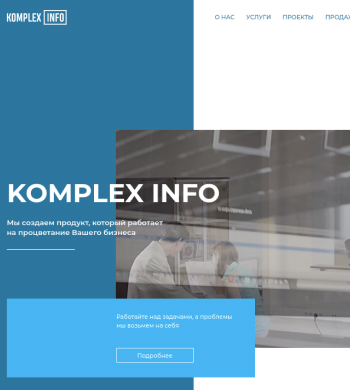 KOMPLEX INFO
О НАС УСЛУГИ ПРОЕКТЫ ПРОДАЖ
KOMPLEX INFO
Мы создаем продукт, который работает
на процветание Вашего бизнеса
Работайте над задачами, а проблемы
мы возьмем на себя
Подробнее